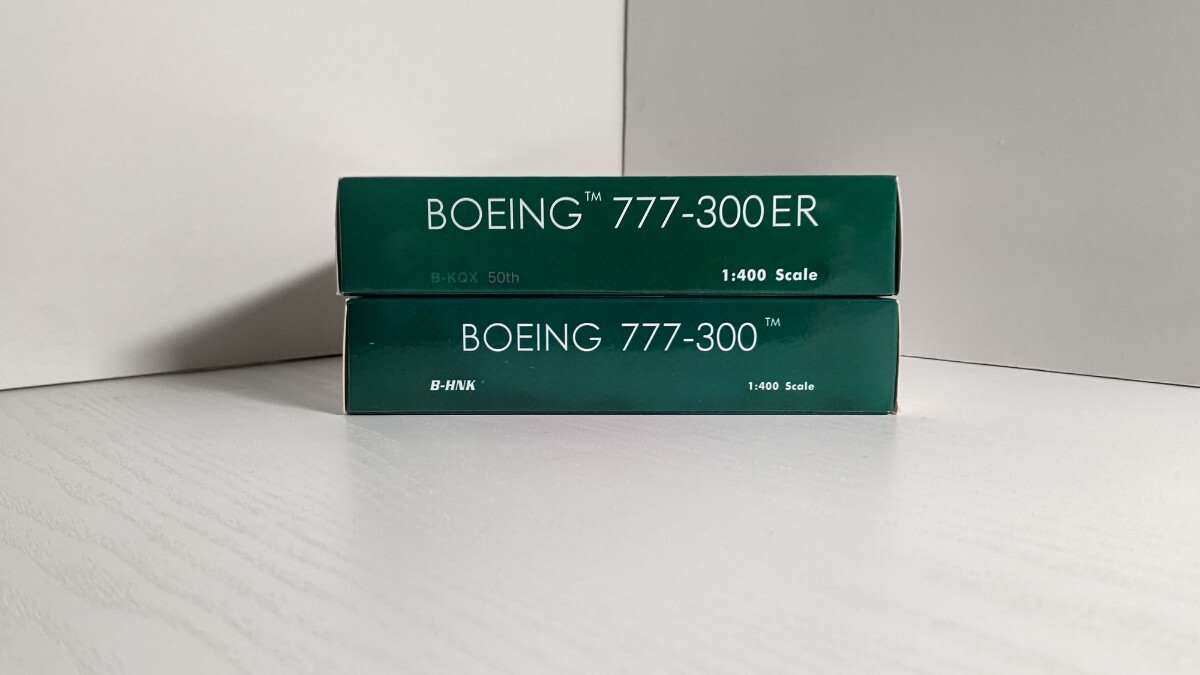 BOEING™ 777-300ER
B-KQX 50th 1:400 Scale
BOEING 777-300™
B-HNK 1:400 Scale